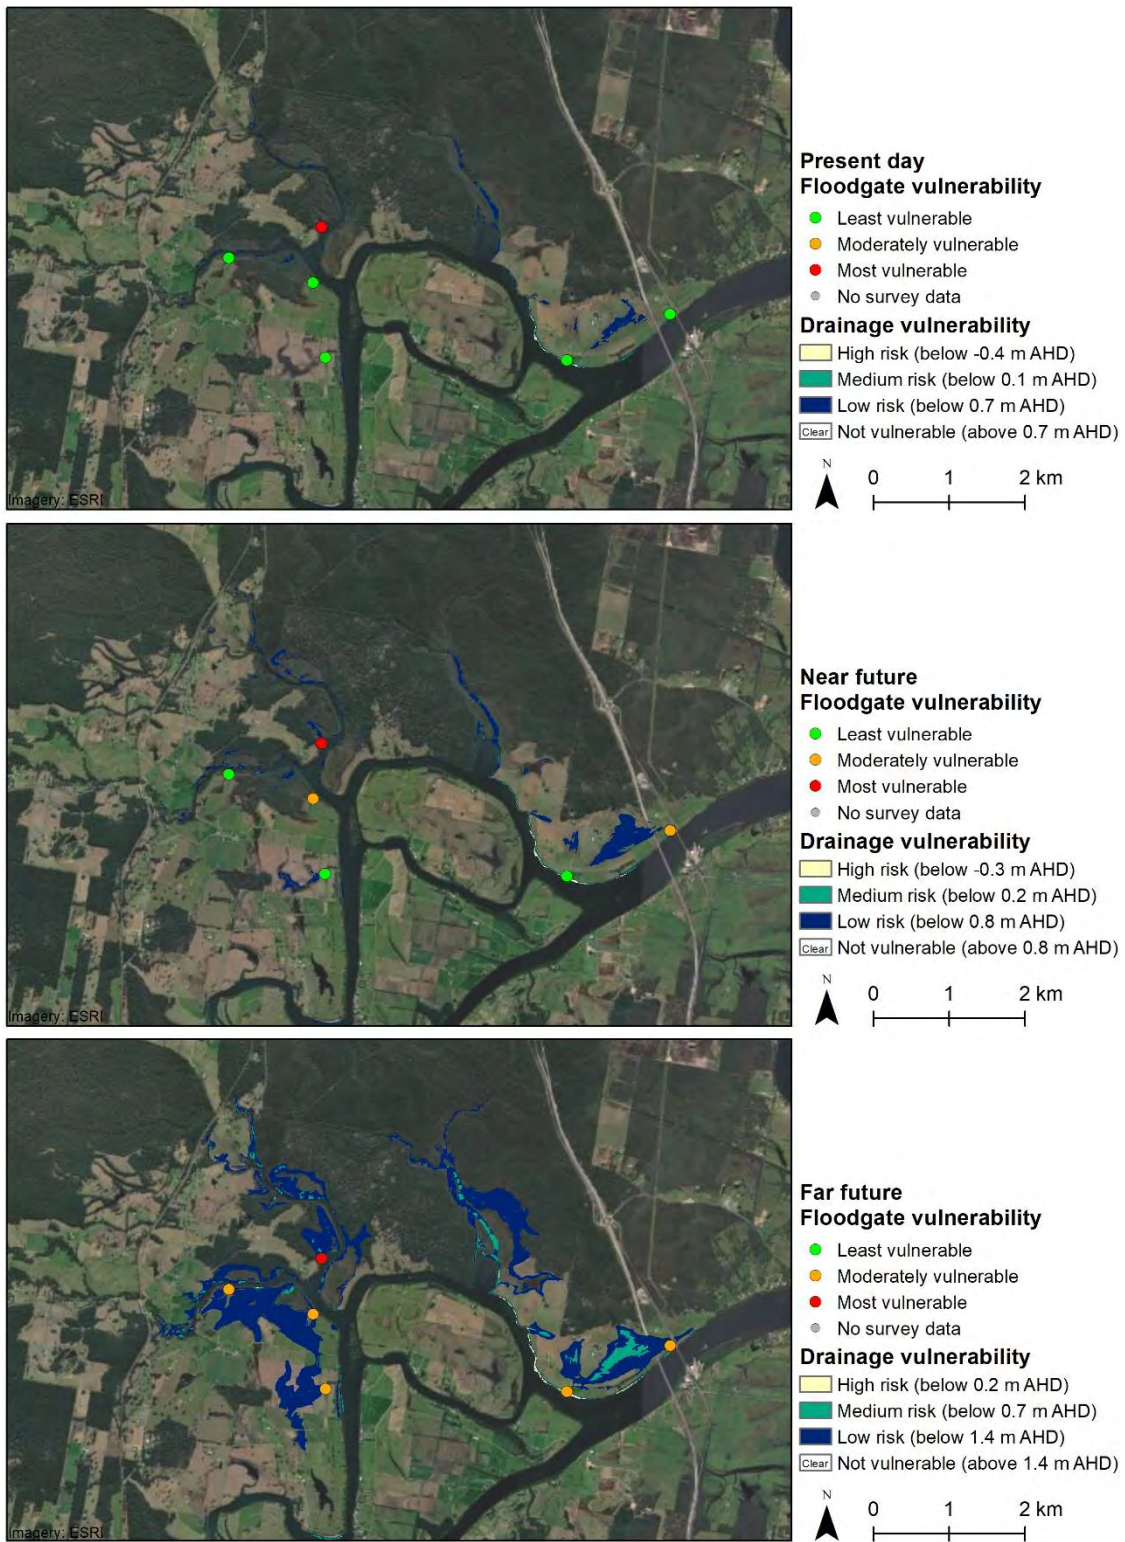 Present day
Floodgate vulnerability
Least vulnerable
Moderately vulnerable
Most vulnerable
No survey data
Drainage vulnerability
High risk (below -0.4 m AHD)
Medium risk (below 0.1 m AHD)
Low risk (below 0.7 m AHD)
Clear Not vulnerable (above 0.7 m AHD)
N
0 1 2 km
Imagery: ESRI
Near future
Floodgate vulnerability
Least vulnerable
Moderately vulnerable
Most vulnerable
No survey data
Drainage vulnerability
High risk (below -0.3 m AHD)
Medium risk (below 0.2 m AHD)
Low risk (below 0.8 m AHD)
Clear Not vulnerable (above 0.8 m AHD)
N
0 1 2 km
Imagery: ESRI
Far future
Floodgate vulnerability
Least vulnerable
Moderately vulnerable
Most vulnerable
No survey data
Drainage vulnerability
High risk (below 0.2 m AHD)
Medium risk (below 0.7 m AHD)
Low risk (below 1.4 m AHD)
Clear Not vulnerable (above 1.4 m AHD)
N
0 1 2 km
Imagery: ESRI